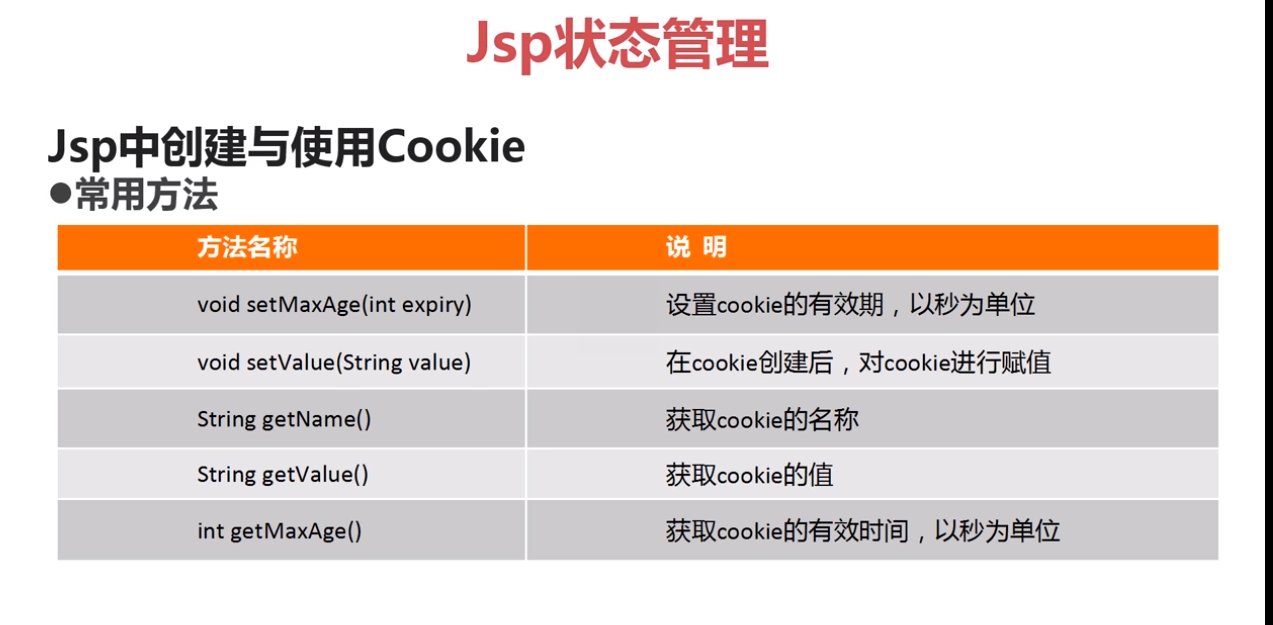 Jsp状态管理
Jsp中创建与使用Cookie
●常用方法
方法名称 说 明
void setMaxAge(int expiry) 设置cookie的有效期，以秒为单位
void setValue(String value) 在cookie创建后，对cookie进行赋值
String getName() 获取cookie的名称
String getValue() 获取cookie的值
int getMaxAge() 获取cookie的有效时间，以秒为单位